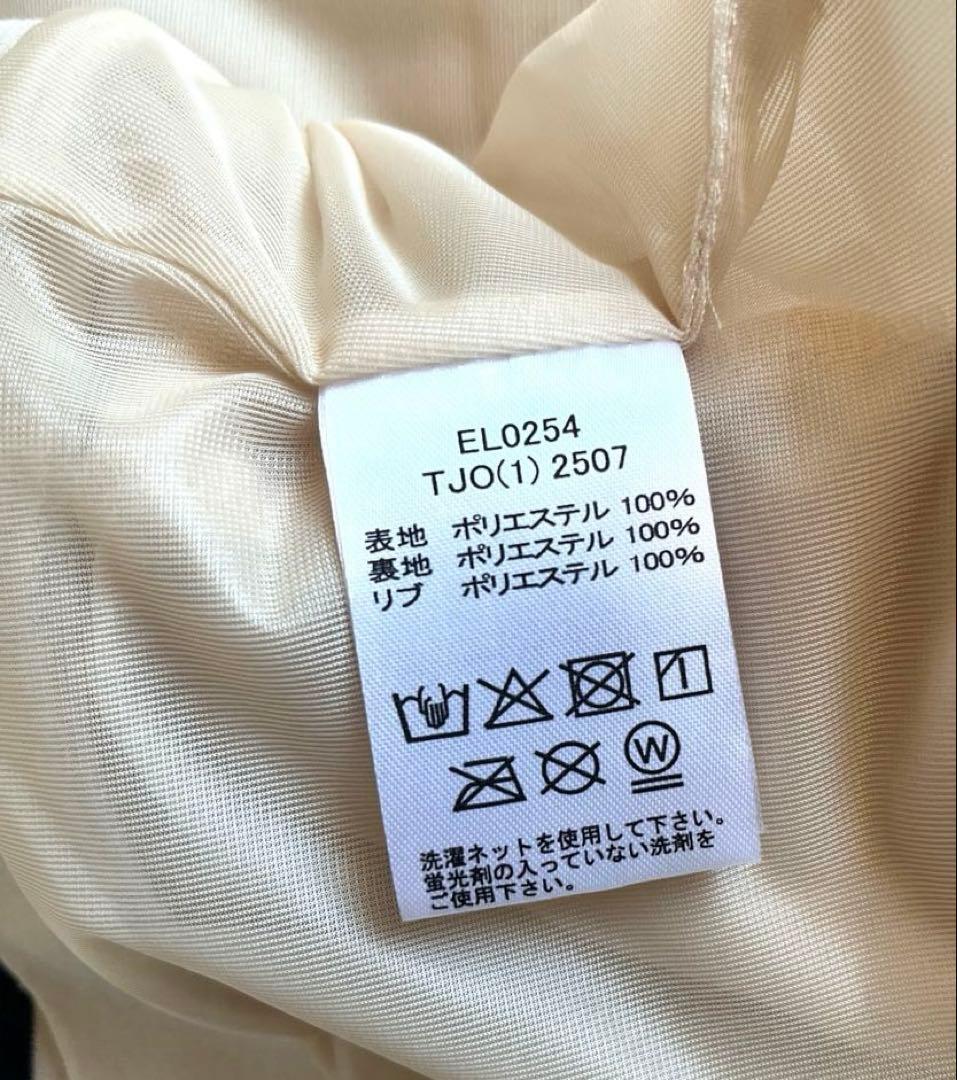 EL0254
TJO(1) 2507
表地 ポリエステル 100%
裏地 ポリエステル 100%
リブ ポリエステル 100%
W
洗濯ネットを使用して下さい。
蛍光剤の入っていない洗剤を
ご使用下さい。